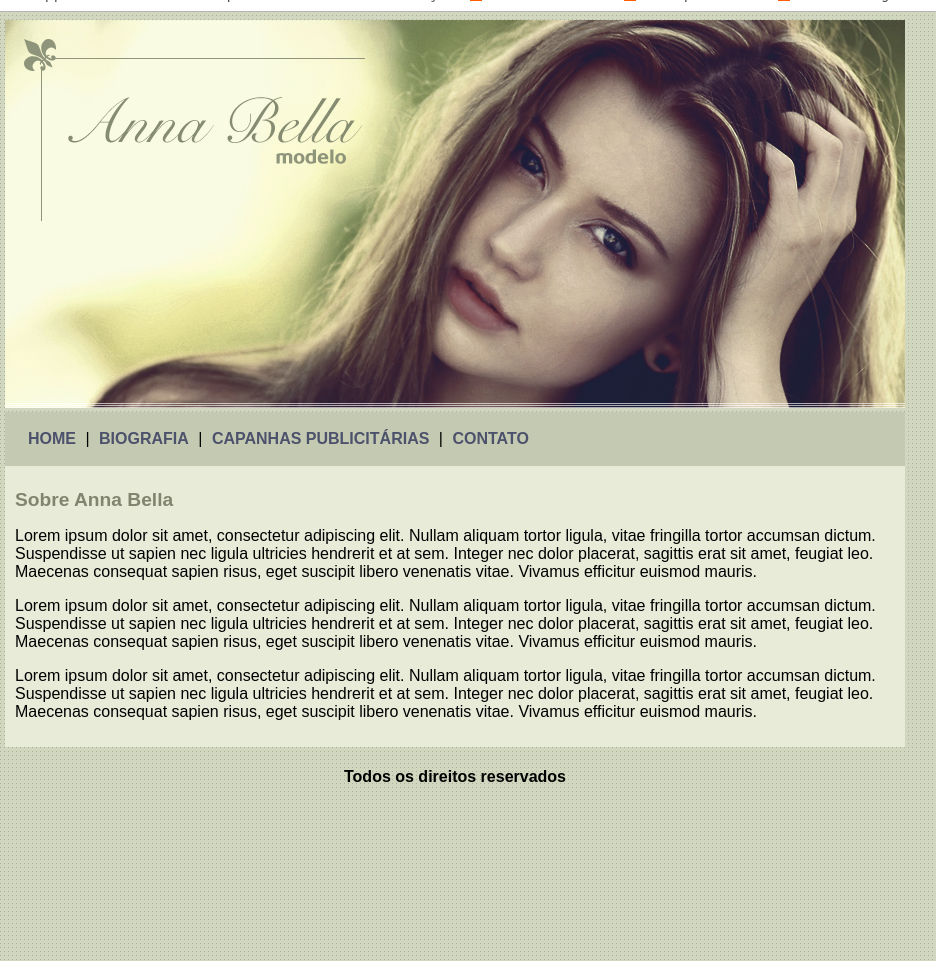 Anna Bella
modelo
HOME | BIOGRAFIA | CAPANHAS PUBLICITÁRIAS | CONTATO
Sobre Anna Bella
Lorem ipsum dolor sit amet, consectetur adipiscing elit. Nullam aliquam tortor ligula, vitae fringilla tortor accumsan dictum.
Suspendisse ut sapien nec ligula ultricies hendrerit et at sem. Integer nec dolor placerat, sagittis erat sit amet, feugiat leo.
Maecenas consequat sapien risus, eget suscipit libero venenatis vitae. Vivamus efficitur euismod mauris.
Lorem ipsum dolor sit amet, consectetur adipiscing elit. Nullam aliquam tortor ligula, vitae fringilla tortor accumsan dictum.
Suspendisse ut sapien nec ligula ultricies hendrerit et at sem. Integer nec dolor placerat, sagittis erat sit amet, feugiat leo.
Maecenas consequat sapien risus, eget suscipit libero venenatis vitae. Vivamus efficitur euismod mauris.
Lorem ipsum dolor sit amet, consectetur adipiscing elit. Nullam aliquam tortor ligula, vitae fringilla tortor accumsan dictum.
Suspendisse ut sapien nec ligula ultricies hendrerit et at sem. Integer nec dolor placerat, sagittis erat sit amet, feugiat leo.
Maecenas consequat sapien risus, eget suscipit libero venenatis vitae. Vivamus efficitur euismod mauris.
Todos os direitos reservados